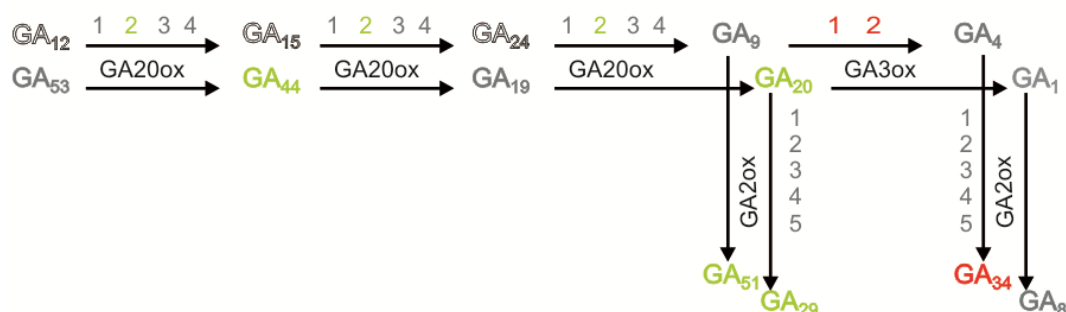 1 2 3 4 1 2 3 4 1 2 3 4 1 2
GA12 GA15 GA24 GA9 GA4
GA20ox GA20ox GA20ox GA3ox
GA53 GA44 GA19 GA20 GA1
1 1
2 2
3 3
4 4
5 5
GA2ox GA2ox
GA51 GA34
GA29 GA8